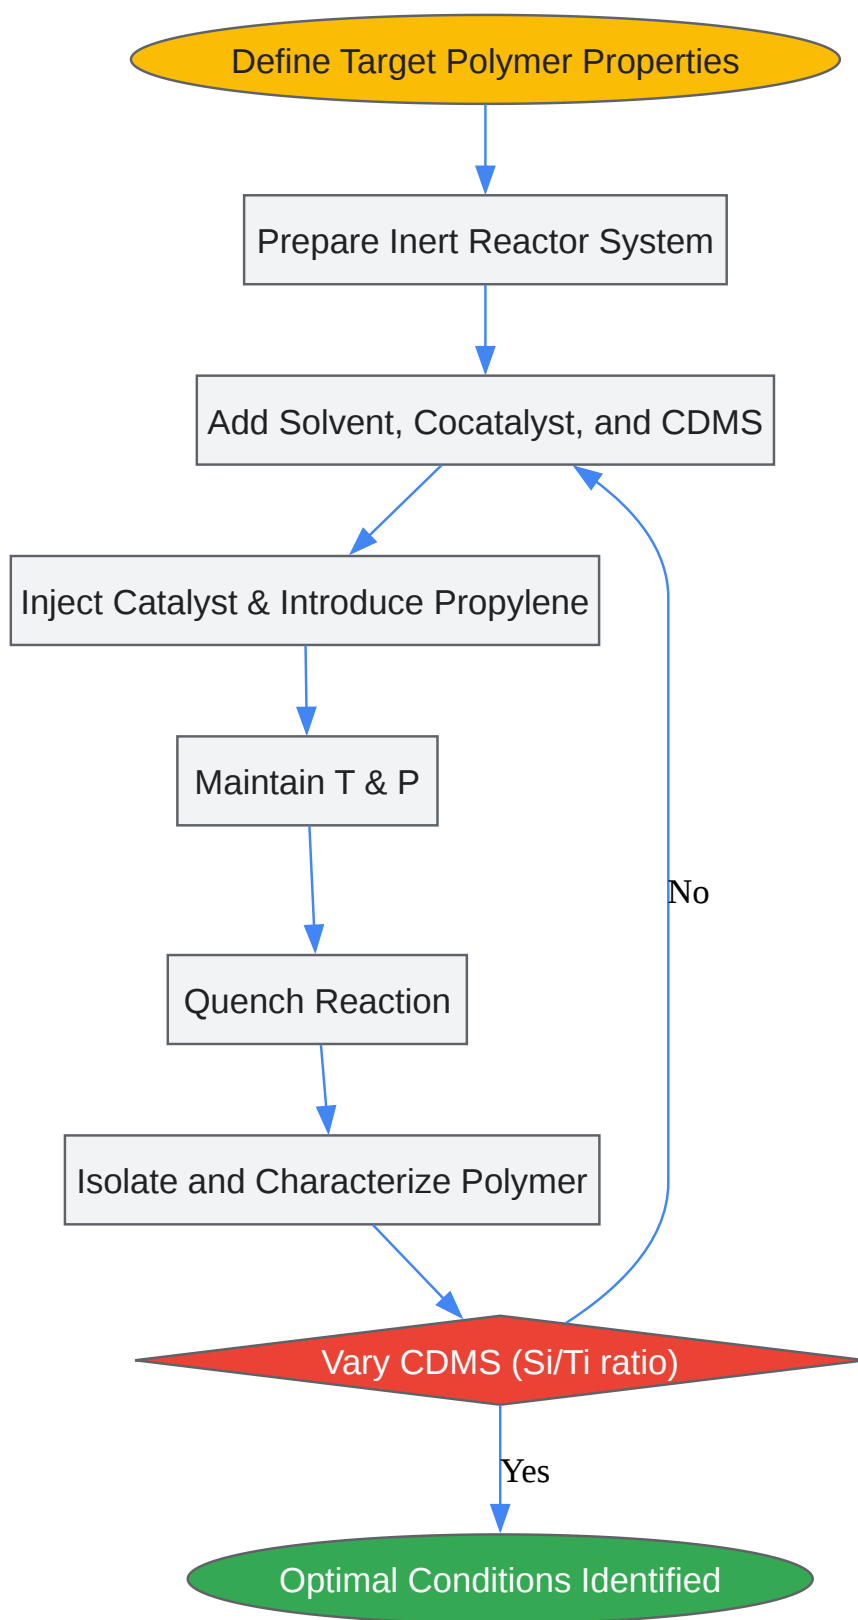 Define Target Polymer Properties
Prepare Inert Reactor System
Add Solvent, Cocatalyst, and CDMS
Inject Catalyst & Introduce Propylene
Maintain T & P
No
Quench Reaction
Isolate and Characterize Polymer
Vary CDMS (Si/Ti ratio)
Yes
Optimal Conditions Identified